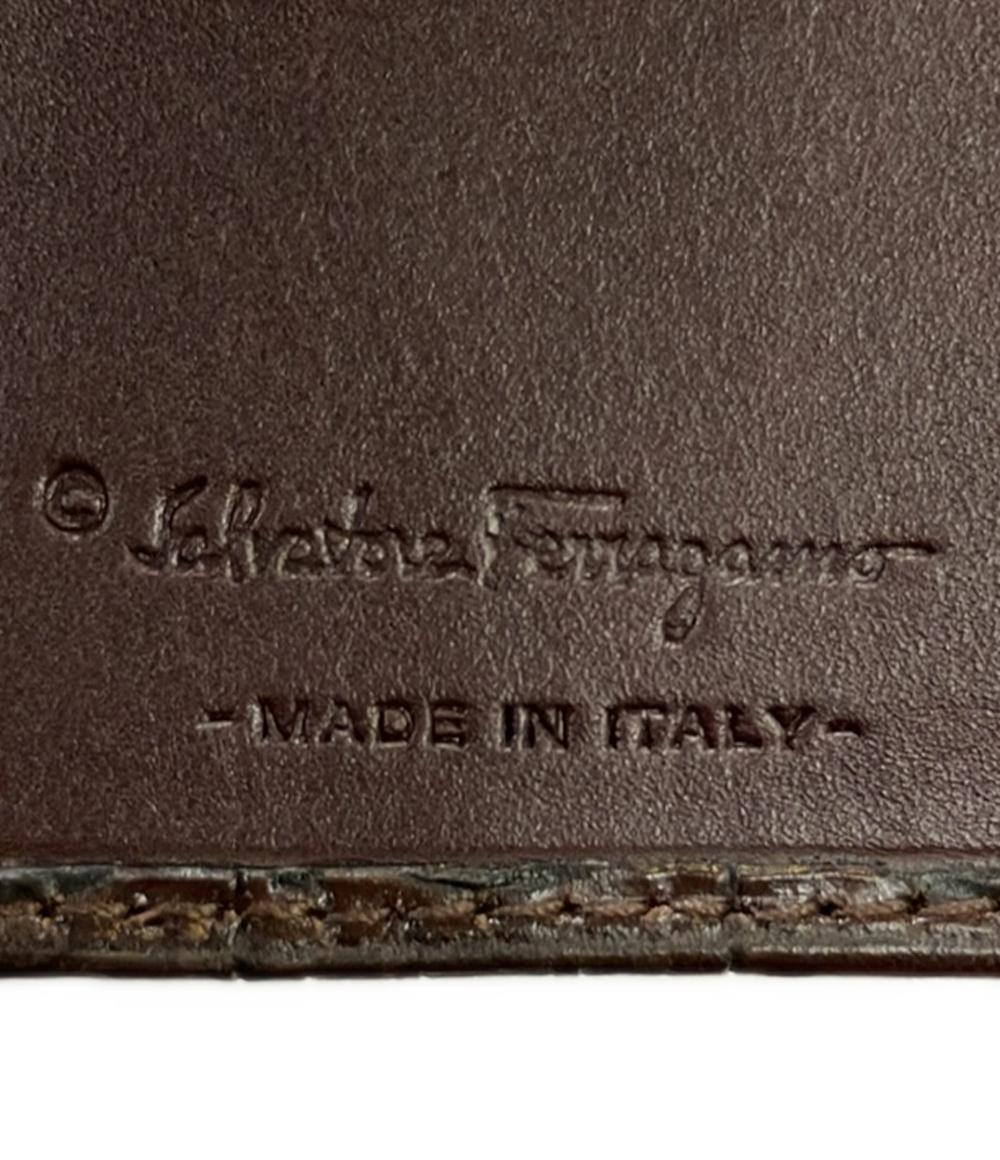 © Salvatore Ferragamo
-MADE IN ITALY-